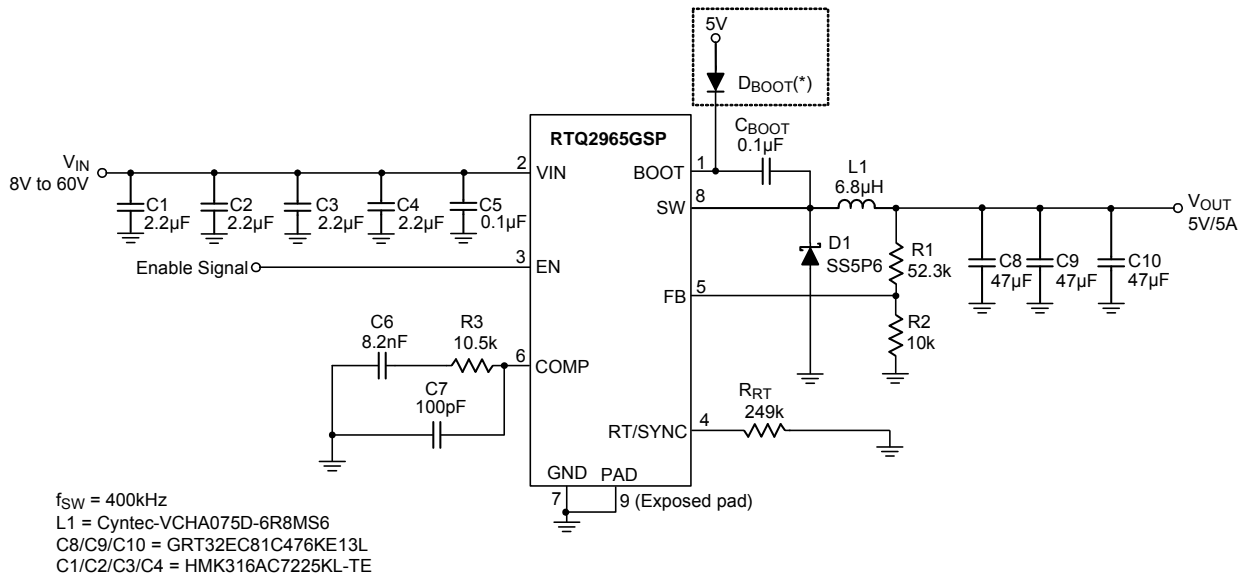 5V
DBOOT(*)
RTQ2965GSP
CBOOT
0.1µF
VIN
8V to 60V
2
VIN
BOOT
1
C1
2.2µF
C2
2.2µF
C3
2.2µF
C4
2.2µF
C5
0.1µF
SW
8
L1
6.8µH
VOUT
5V/5A
Enable Signal
3
EN
D1
SS5P6
R1
52.3k
C8
47µF
C9
47µF
C10
47µF
FB
5
R2
10k
C6
8.2nF
R3
10.5k
6
COMP
C7
100pF
RT/SYNC
4
RRT
249k
GND
PAD
7
9 (Exposed pad)
fSW = 400kHz
L1 = Cyntec-VCHA075D-6R8MS6
C8/C9/C10 = GRT32EC81C476KE13L
C1/C2/C3/C4 = HMK316AC7225KL-TE